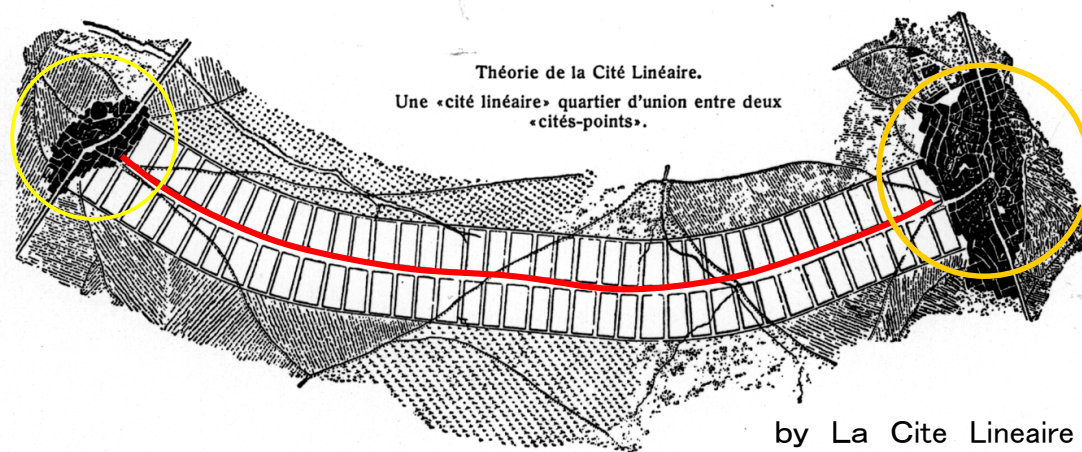 Théorie de la Cité Linéaire.
Une «cité linéaire» quartier d'union entre deux
«cités-points».
by La Cite Lineaire